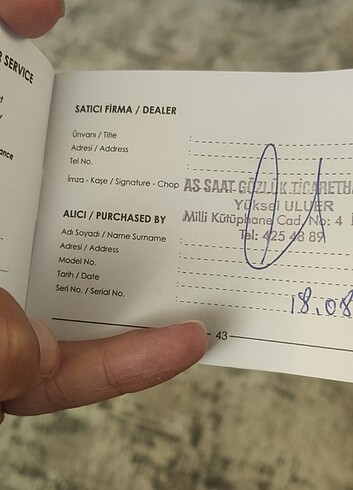 R SERVICE
SATICI FİRMA / DEALER
Ünvanı / Title
Adresi / Address
Tel No.
İmza - Kaşe / Signature - Chop
AS SAAT GÖZLÜK TİCARETHA
Yüksel ULUER
Milli Kütüphane Cad. No: 4
Tel: 425 48 89
ALICI / PURCHASED BY
Adı Soyadı / Name Surname
Adresi / Address
Model No.
Tarih / Date
18.08
Seri No. / Serial No.
43